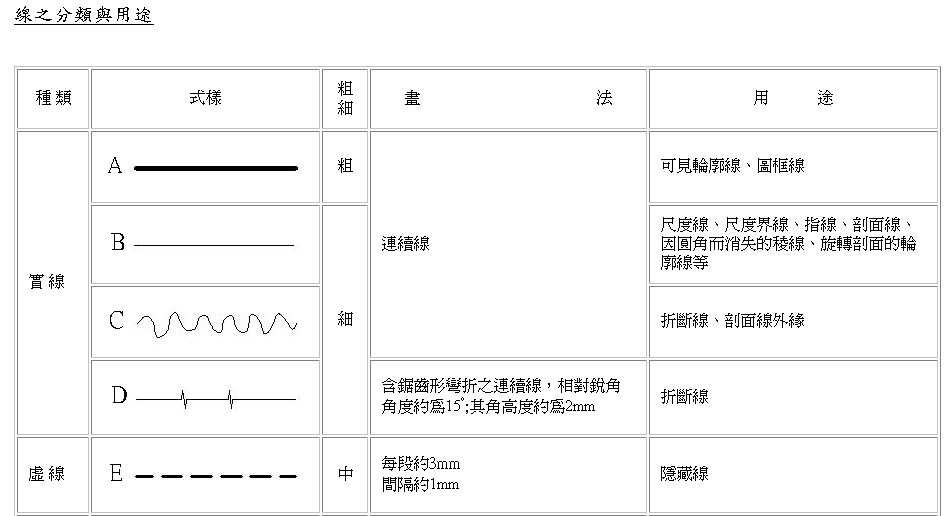 線之分類與用途
種類 式樣 粗細 畫法 用途
實線
A 粗 連續線 可見輪廓線、圖框線
B 細 尺度線、尺度界線、指線、剖面線、
因圓角而消失的稜線、旋轉剖面的輪
廓線等
C 折斷線、剖面線外緣
D 含鋸齒形彎折之連續線，相對銳角
角度約為15°;其角高度約為2mm
折斷線
虛線 E 中 每段約3mm
間隔約1mm
隱藏線